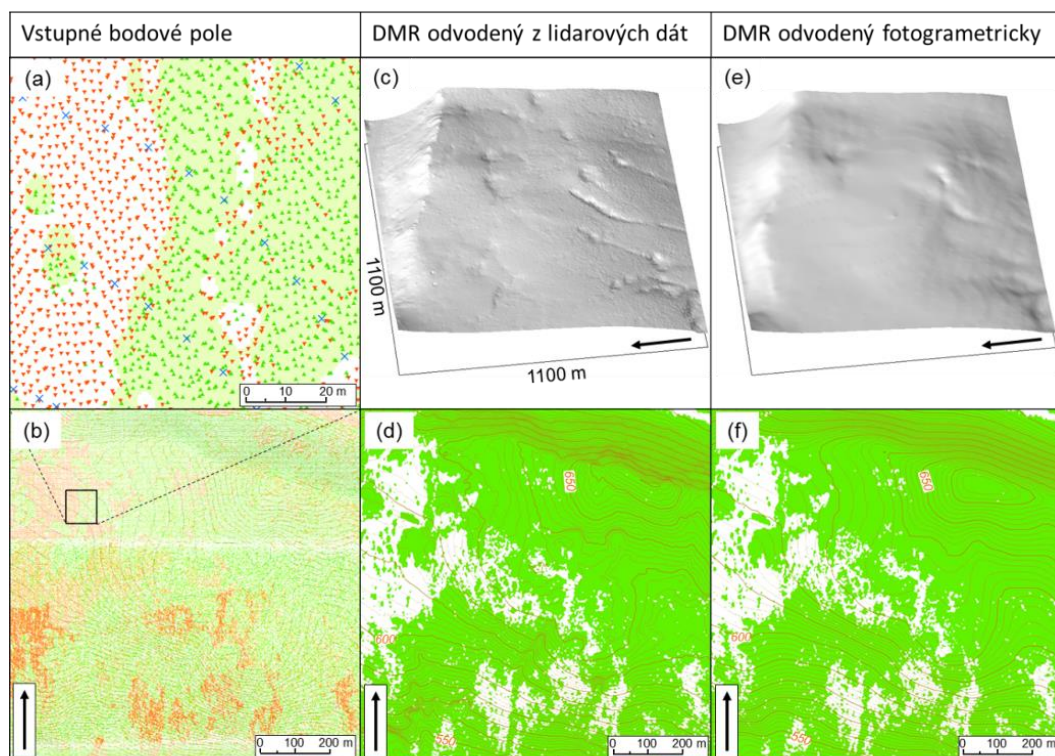 Vstupné bodové pole
DMR odvodený z lidarových dát
DMR odvodený fotogrametricky
(a)
0 10 20 m
(c)
1100 m
1100 m
(e)
(b)
0 100 200 m
(d)
650
600
550
0 100 200 m
(f)
650
600
550
0 100 200 m